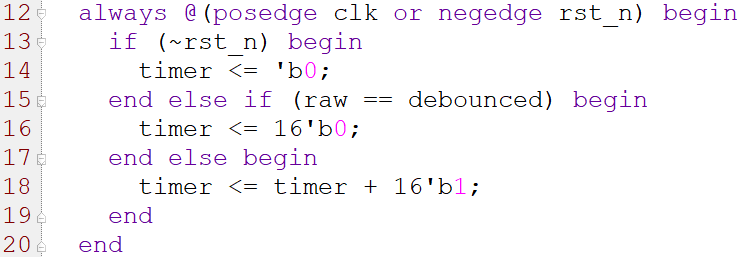 12 always @(posedge clk or negedge rst_n) begin
13 if (~rst_n) begin
14 timer <= 'b0;
15 end else if (raw == debounced) begin
16 timer <= 16'b0;
17 end else begin
18 timer <= timer + 16'b1;
19 end
20 end